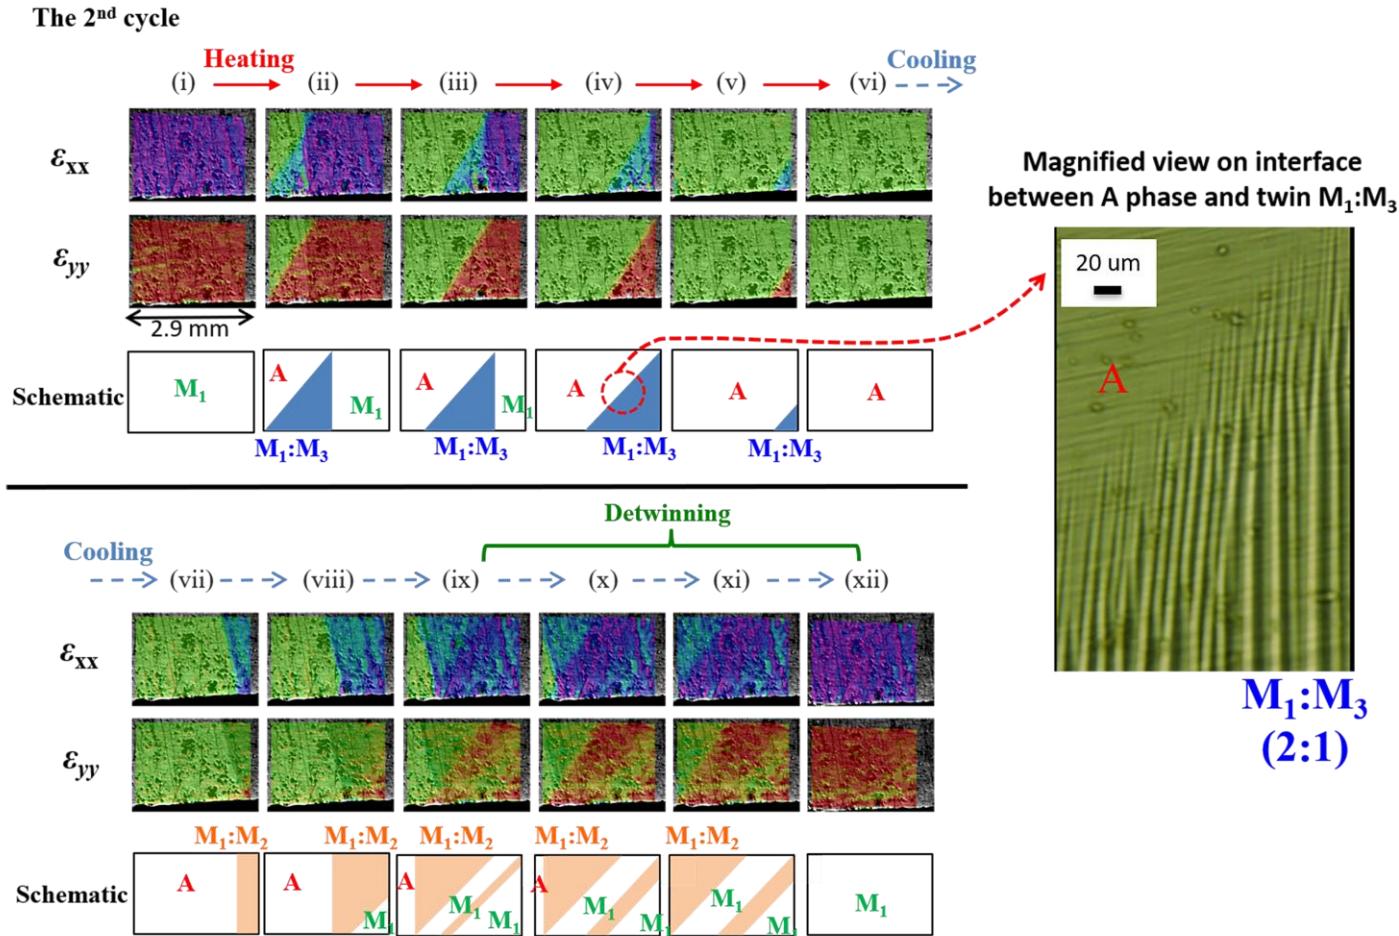 The 2nd cycle
Heating
Cooling
(i) (ii) (iii) (iv) (v) (vi)
εxx
εyy
2.9 mm
Schematic
M1
A
M1
A
M1
A
A
A
M1:M3
M1:M3
M1:M3
M1:M3
Magnified view on interface
between A phase and twin M1:M3
20 um
A
M1:M3
(2:1)
Detwinning
Cooling
(vii) (viii) (ix) (x) (xi) (xii)
εxx
εyy
M1:M2
M1:M2
M1:M2
M1:M2
M1:M2
Schematic
A
A
M1
A
M1
M1
A
M1
M1
M1
M1
M1